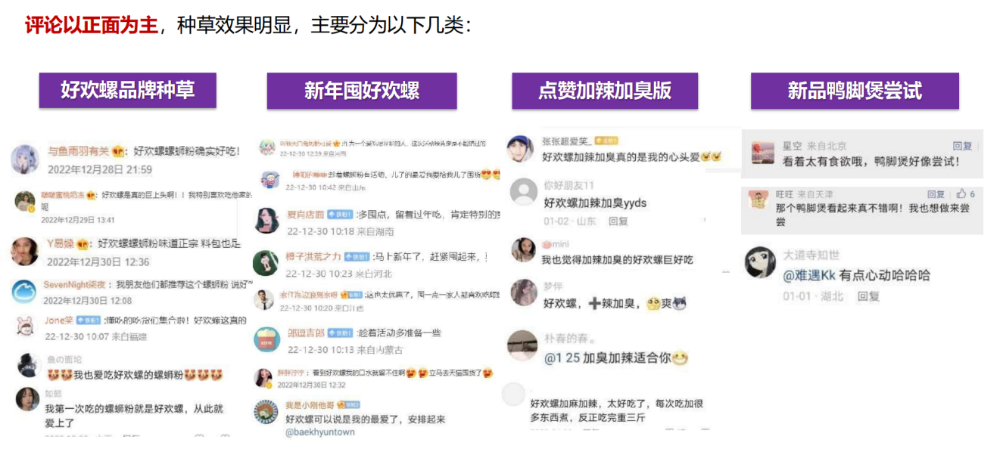 评论以正面为主，种草效果明显，主要分为以下几类：
好欢螺品牌种草
与鱼雨羽有关：好欢螺螺蛳粉确实好吃！
2022年12月28日 21:59
啵啵蜜桃奶冻：好欢螺是真的巨上头啊！！我特别喜欢吃他家的
呢
2022年12月29日 13:41
Y易燥：好欢螺螺蛳粉味道正宗 料包也足
2022年12月30日 12:36
SevenNight柒夜：我朋友他们都推荐这个螺蛳粉 说好
2022年12月30日 12:08
Jone笑 铁粉1 :懂吃的吃货们集合啦！好欢螺这真的
22-12-30 10:07 来自福建
鱼の面坨
我也爱吃好欢螺的螺蛳粉
如懿
我第一次吃的螺蛳粉就是好欢螺，从此就
爱上了
新年囤好欢螺
22-12-30 12:39 来自河南
22-12-30 10:42 来自山东
夏肖店面 铁粉1 :多囤点，留着过年吃，肯定特别的
22-12-30 10:18 来自湖南
橙子洪荒之力 铁粉1 :马上新年了，赶紧囤起来，
22-12-30 10:23 来自河北
22-12-30 10:20 来自江西
郎逗吉郎 铁粉1 :趁着活动多准备一些
22-12-30 10:13 来自内蒙古
胖胖汐汐：看到好欢螺我的口水就留不住啊 立马去天猫囤货了
2022年12月30日 12:32
我是小刚他哥 铁粉2
好欢螺可以说是我的最爱了，安排起来
@baekhyuntown
点赞加辣加臭版
张张超爱笑_
好欢螺加辣加臭真的是我的心头爱
你好朋友11
好欢螺加辣加臭yyds
01-02 · 山东 回复
mini
我也觉得加辣加臭的好欢螺巨好吃
梦伴
好欢螺，➕辣加臭，爽
朴春的春。
@1 25 加臭加辣适合你
好欢螺加麻加辣，太好吃了，每次吃加很
多东西煮，反正吃完重三斤
新品鸭脚煲尝试
星空 来自北京 回复
看着太有食欲哦，鸭脚煲好像尝试！
旺旺 来自天津 回复 6
那个鸭脚煲看起来真不错啊！我也想做来尝
尝
大道寺知世
@难遇Kk 有点心动哈哈哈
01-01 · 湖北 回复